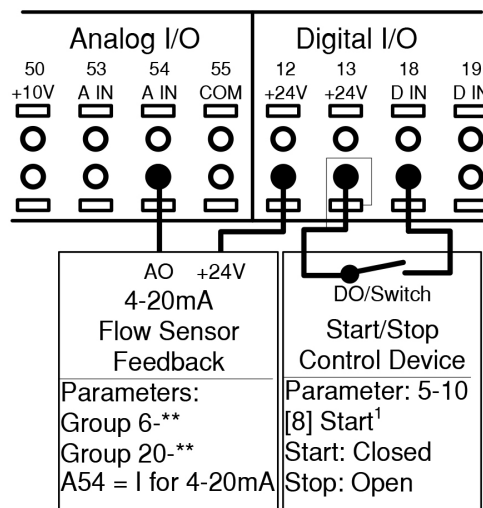 Analog I/O
Digital I/O
50 53 54 55 12 13 18 19
+10V A IN A IN COM +24V +24V D IN D IN
AO +24V
4-20mA
Flow Sensor
Feedback
Parameters:
Group 6-**
Group 20-**
A54 = I for 4-20mA
DO/Switch
Start/Stop
Control Device
Parameter: 5-10
[8] Start¹
Start: Closed
Stop: Open